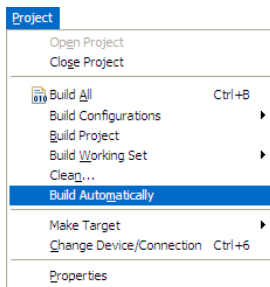 Project
Open Project
Close Project
010 Build All Ctrl+B
Build Configurations
Build Project
Build Working Set
Clean...
Build Automatically
Make Target
Change Device/Connection Ctrl+6
Properties